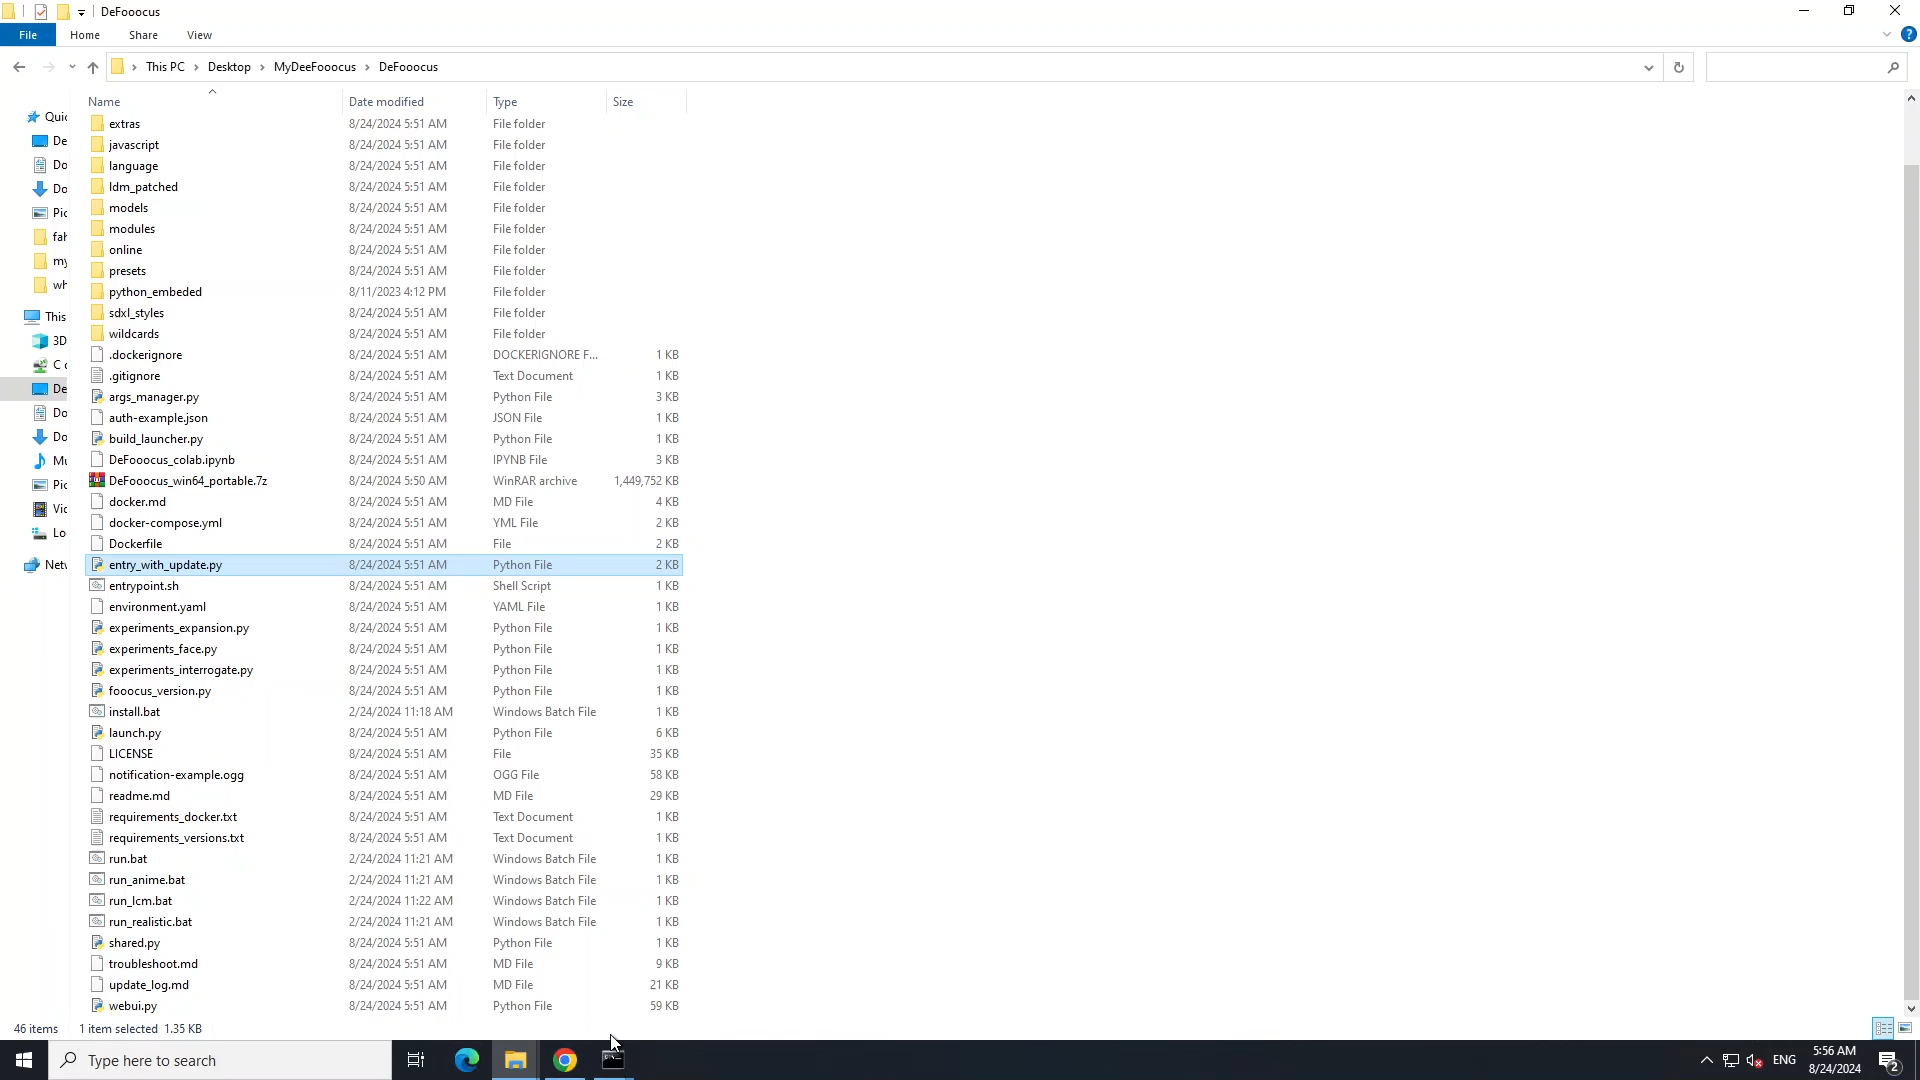 DeFooocus
File Home Share View
This PC Desktop MyDeeFooocus DeFooocus
Name Date modified Type Size
extras 8/24/2024 5:51 AM File folder
javascript 8/24/2024 5:51 AM File folder
language 8/24/2024 5:51 AM File folder
ldm_patched 8/24/2024 5:51 AM File folder
models 8/24/2024 5:51 AM File folder
modules 8/24/2024 5:51 AM File folder
online 8/24/2024 5:51 AM File folder
presets 8/24/2024 5:51 AM File folder
python_embeded 8/11/2023 4:12 PM File folder
sdxl_styles 8/24/2024 5:51 AM File folder
wildcards 8/24/2024 5:51 AM File folder
.dockerignore 8/24/2024 5:51 AM DOCKERIGNORE F... 1 KB
.gitignore 8/24/2024 5:51 AM Text Document 1 KB
args_manager.py 8/24/2024 5:51 AM Python File 3 KB
auth-example.json 8/24/2024 5:51 AM JSON File 1 KB
build_launcher.py 8/24/2024 5:51 AM Python File 1 KB
DeFooocus_colab.ipynb 8/24/2024 5:51 AM IPYNB File 3 KB
DeFooocus_win64_portable.7z 8/24/2024 5:50 AM WinRAR archive 1,449,752 KB
docker.md 8/24/2024 5:51 AM MD File 4 KB
docker-compose.yml 8/24/2024 5:51 AM YML File 2 KB
Dockerfile 8/24/2024 5:51 AM File 2 KB
entry_with_update.py 8/24/2024 5:51 AM Python File 2 KB
entrypoint.sh 8/24/2024 5:51 AM Shell Script 1 KB
environment.yaml 8/24/2024 5:51 AM YAML File 1 KB
experiments_expansion.py 8/24/2024 5:51 AM Python File 1 KB
experiments_face.py 8/24/2024 5:51 AM Python File 1 KB
experiments_interrogate.py 8/24/2024 5:51 AM Python File 1 KB
fooocus_version.py 8/24/2024 5:51 AM Python File 1 KB
install.bat 2/24/2024 11:18 AM Windows Batch File 1 KB
launch.py 8/24/2024 5:51 AM Python File 6 KB
LICENSE 8/24/2024 5:51 AM File 35 KB
notification-example.ogg 8/24/2024 5:51 AM OGG File 58 KB
readme.md 8/24/2024 5:51 AM MD File 29 KB
requirements_docker.txt 8/24/2024 5:51 AM Text Document 1 KB
requirements_versions.txt 8/24/2024 5:51 AM Text Document 1 KB
run.bat 2/24/2024 11:21 AM Windows Batch File 1 KB
run_anime.bat 2/24/2024 11:21 AM Windows Batch File 1 KB
run_lcm.bat 2/24/2024 11:22 AM Windows Batch File 1 KB
run_realistic.bat 2/24/2024 11:21 AM Windows Batch File 1 KB
shared.py 8/24/2024 5:51 AM Python File 1 KB
troubleshoot.md 8/24/2024 5:51 AM MD File 9 KB
update_log.md 8/24/2024 5:51 AM MD File 21 KB
webui.py 8/24/2024 5:51 AM Python File 59 KB
Quic
De
Do
Do
Pic
fah
my
wh
This
3D
C c
De
Do
Do
Mu
Pic
Vic
Lo
Netw
46 items 1 item selected 1.35 KB
Type here to search
ENG
5:56 AM
8/24/2024
2